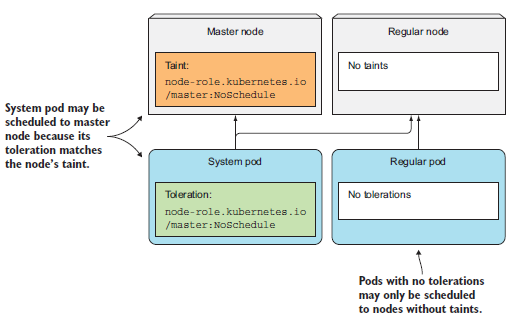 Master node
Regular node
Taint:
node-role.kubernetes.io
/master:NoSchedule
No taints
System pod may be
scheduled to master
node because its
toleration matches
the node's taint.
System pod
Regular pod
Toleration:
node-role.kubernetes.io
/master:NoSchedule
No tolerations
Pods with no tolerations
may only be scheduled
to nodes without taints.